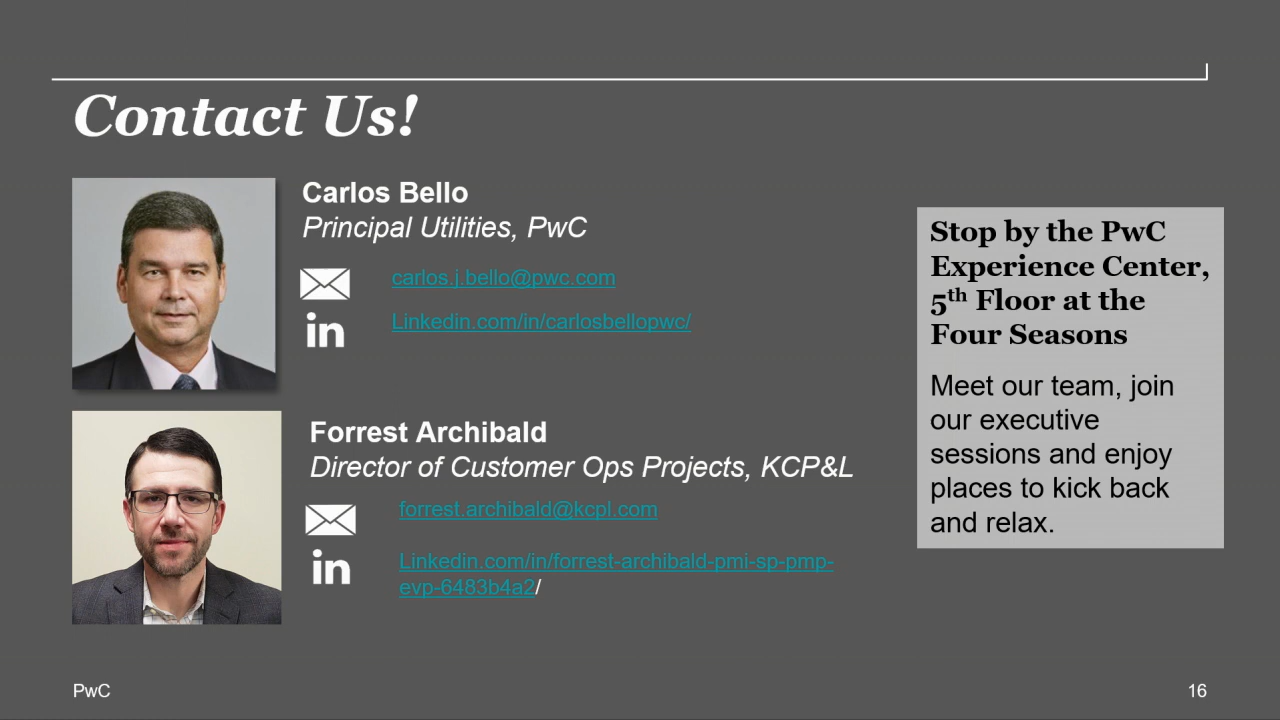 Contact Us!
Carlos Bello
Principal Utilities, PwC
carlos.j.bello@pwc.com
in
Linkedin.com/in/carlosbellopwc/
Forrest Archibald
Director of Customer Ops Projects, KCP&L
forrest.archibald@kcpl.com
in
Linkedin.com/in/forrest-archibald-pmi-sp-pmp-
evp-6483b4a2/
Stop by the PwC
Experience Center,
5th Floor at the
Four Seasons
Meet our team, join
our executive
sessions and enjoy
places to kick back
and relax.
PwC
16